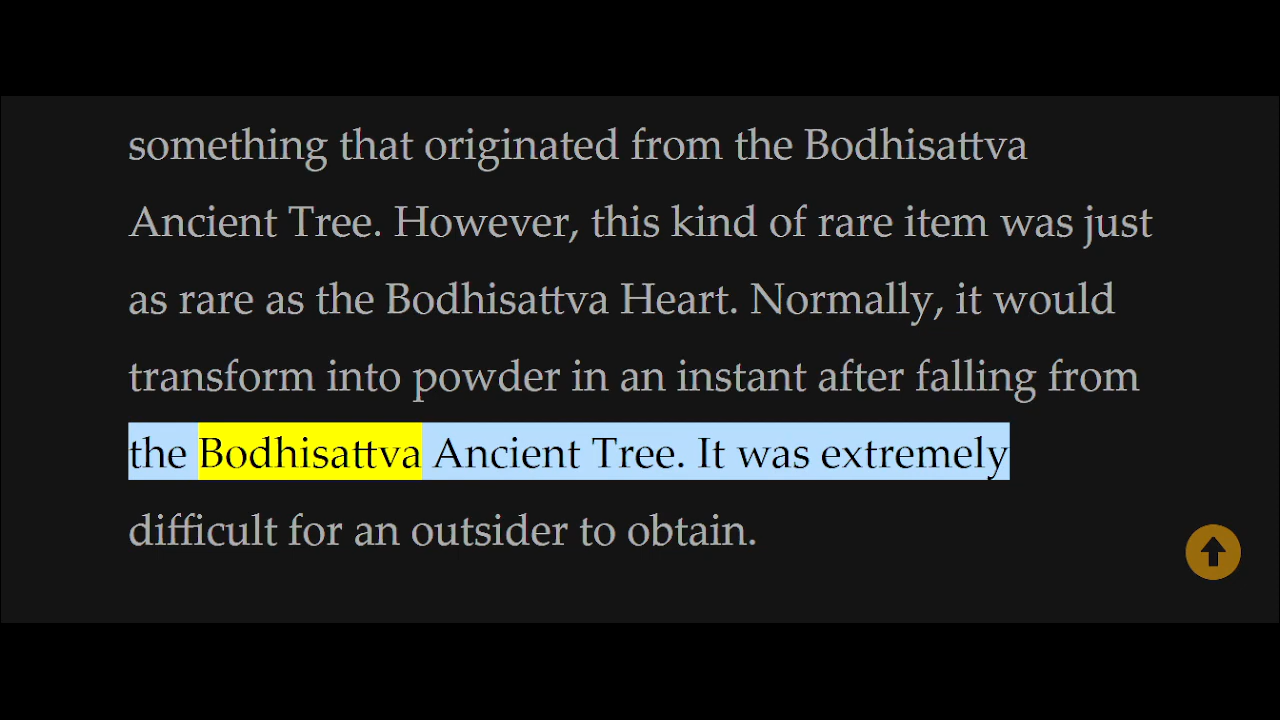 something that originated from the Bodhisattva
Ancient Tree. However, this kind of rare item was just
as rare as the Bodhisattva Heart. Normally, it would
transform into powder in an instant after falling from
the Bodhisattva Ancient Tree. It was extremely
difficult for an outsider to obtain.